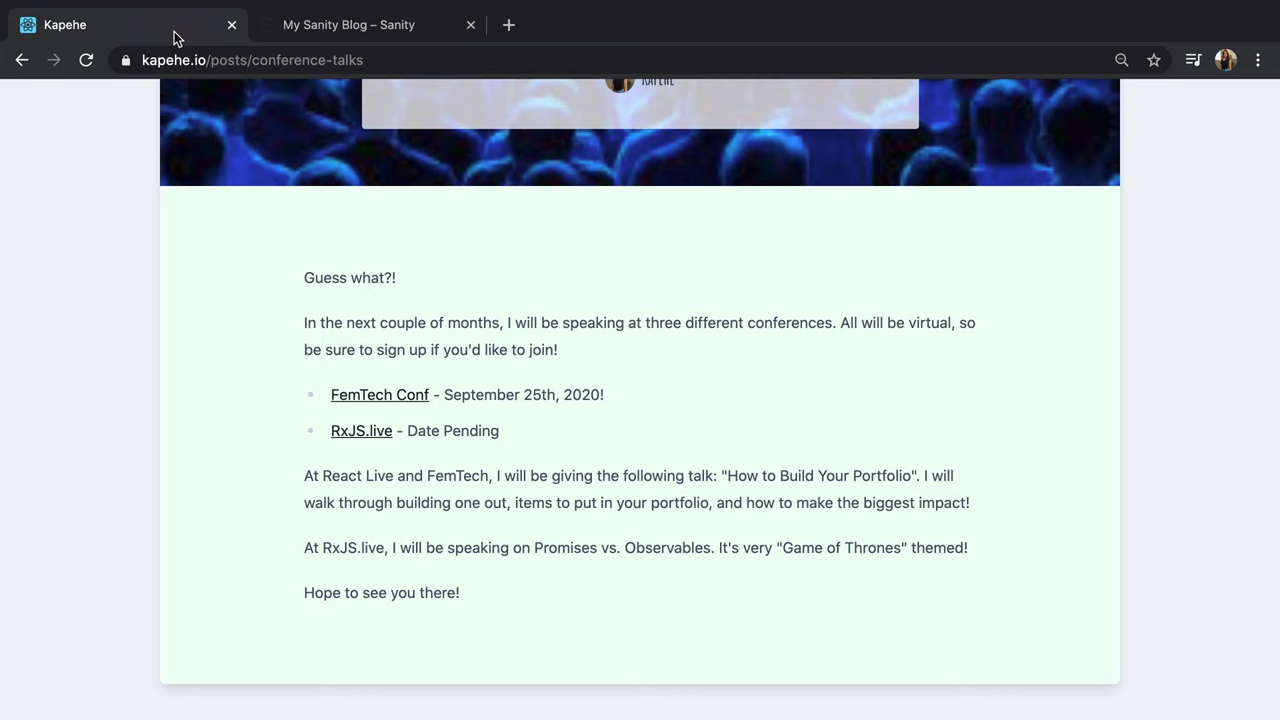 Kapehe
My Sanity Blog – Sanity
kapehe.io/posts/conference-talks
KAPEHE
Guess what?!
In the next couple of months, I will be speaking at three different conferences. All will be virtual, so
be sure to sign up if you'd like to join!
FemTech Conf - September 25th, 2020!
RxJS.live - Date Pending
At React Live and FemTech, I will be giving the following talk: "How to Build Your Portfolio". I will
walk through building one out, items to put in your portfolio, and how to make the biggest impact!
At RxJS.live, I will be speaking on Promises vs. Observables. It's very "Game of Thrones" themed!
Hope to see you there!